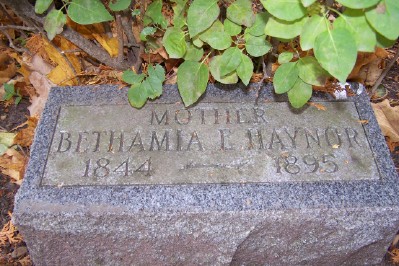 MOTHER
BETHAMIA E. HAYNOR
1844 — 1895